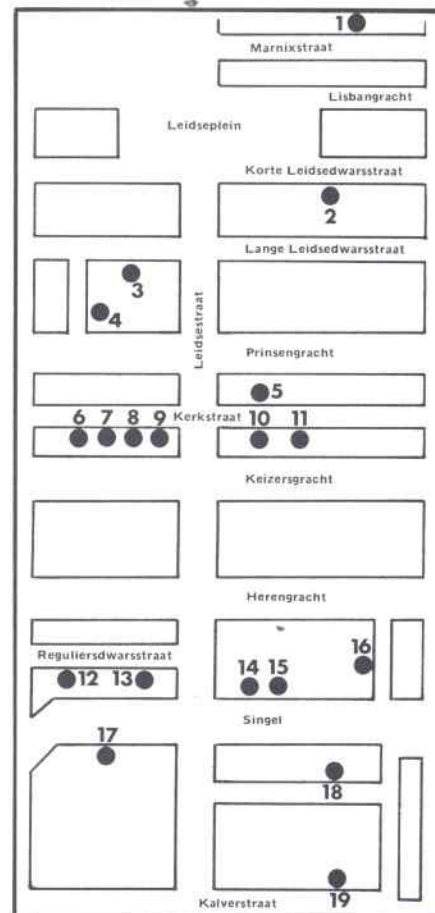 1
Marnixstraat
Lisbangracht
Leidseplein
Korte Leidsedwarsstraat
2
Lange Leidsedwarsstraat
3
4
Leidsestraat
Prinsengracht
5
Kerkstraat
6 7 8 9 10 11
Keizersgracht
Herengracht
Reguliersdwarsstraat
16
12 13 14 15
Singel
17
18
19
Kalverstraat